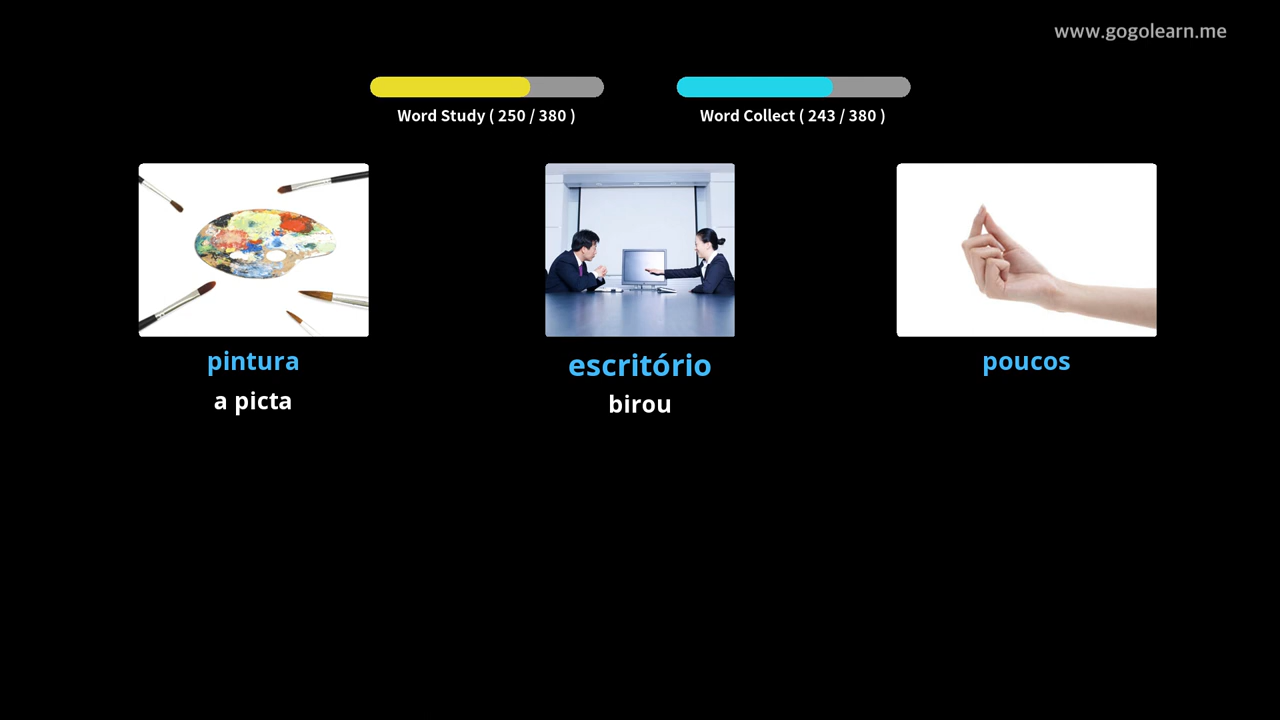 www.gogolearn.me
Word Study ( 250 / 380 )
Word Collect ( 243 / 380 )
pintura
a picta
escritório
birou
poucos